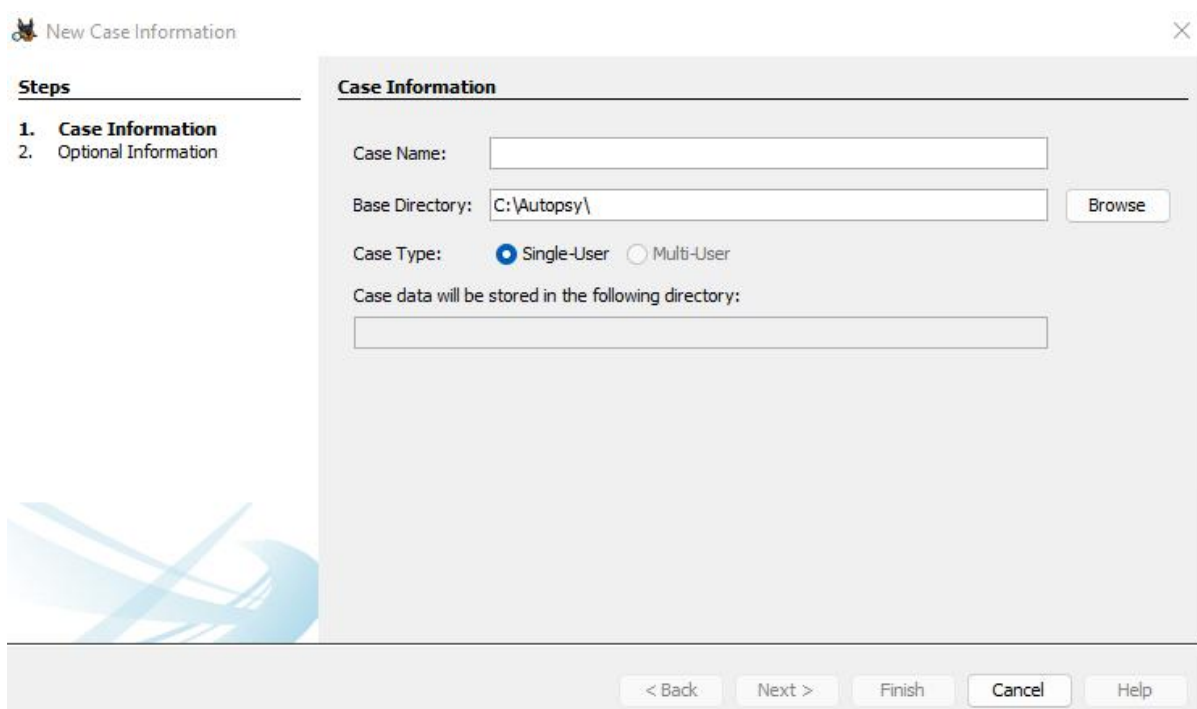 New Case Information
Steps
1. Case Information
2. Optional Information
Case Information
Case Name:
Base Directory: C:\Autopsy\ Browse
Case Type: Single-User Multi-User
Case data will be stored in the following directory:
< Back Next > Finish Cancel Help